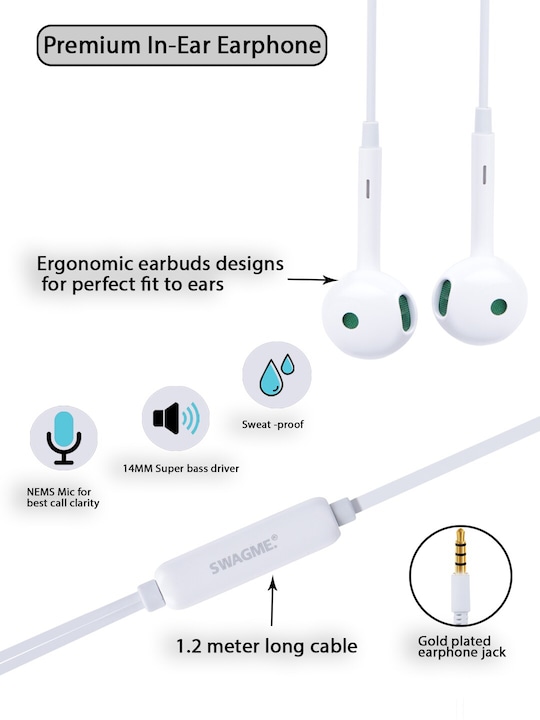 Premium In-Ear Earphone
Ergonomic earbuds designs
for perfect fit to ears
Sweat -proof
14MM Super bass driver
NEMS Mic for
best call clarity
SWAGME®
1.2 meter long cable
Gold plated
earphone jack